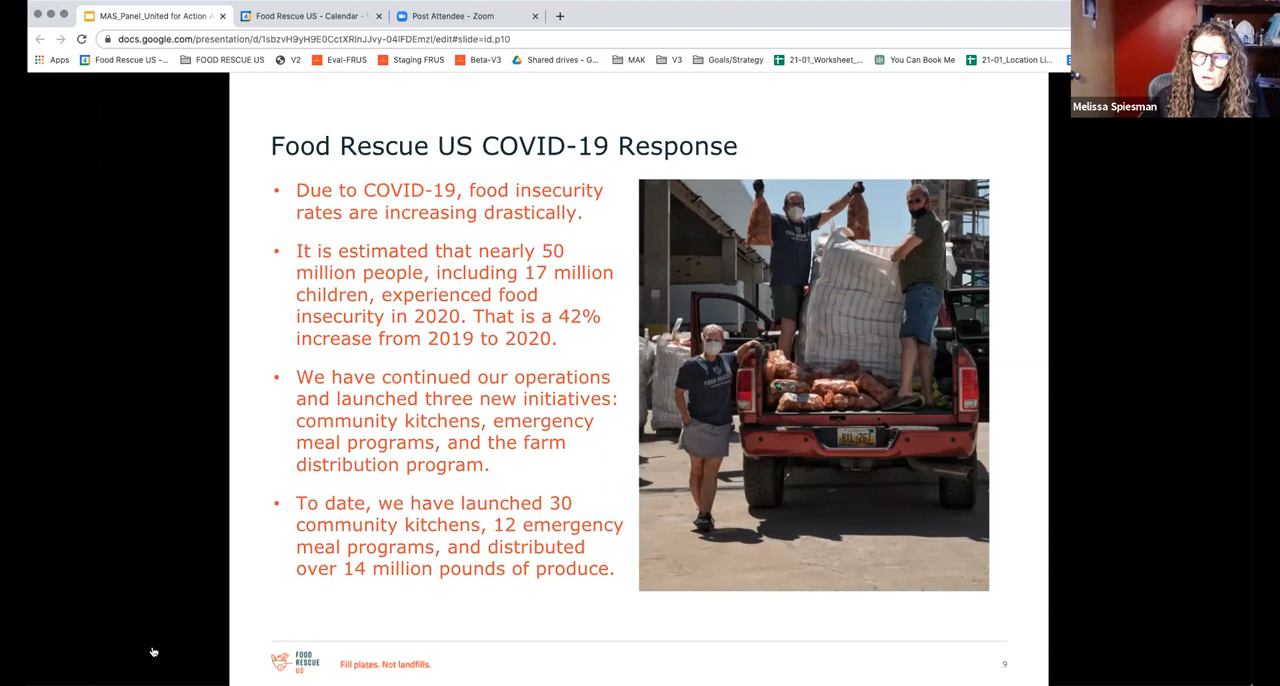 MAS_Panel_United for Action
Food Rescue US - Calendar -
Post Attendee - Zoom
docs.google.com/presentation/d/1sbzvH9yH9E0CctXRlnJJvy-04lFDEmzI/edit#slide=id.p10
Apps
Food Rescue US -...
FOOD RESCUE US
V2
Eval-FRUS
Staging FRUS
Beta-V3
Shared drives - G...
MAK
V3
Goals/Strategy
21-01_Worksheet_...
You Can Book Me
21-01_Location Li...
Melissa Spiesman
Food Rescue US COVID-19 Response
• Due to COVID-19, food insecurity
rates are increasing drastically.
• It is estimated that nearly 50
million people, including 17 million
children, experienced food
insecurity in 2020. That is a 42%
increase from 2019 to 2020.
• We have continued our operations
and launched three new initiatives:
community kitchens, emergency
meal programs, and the farm
distribution program.
• To date, we have launched 30
community kitchens, 12 emergency
meal programs, and distributed
over 14 million pounds of produce.
FOOD
RESCUE
US
Fill plates. Not landfills.
9